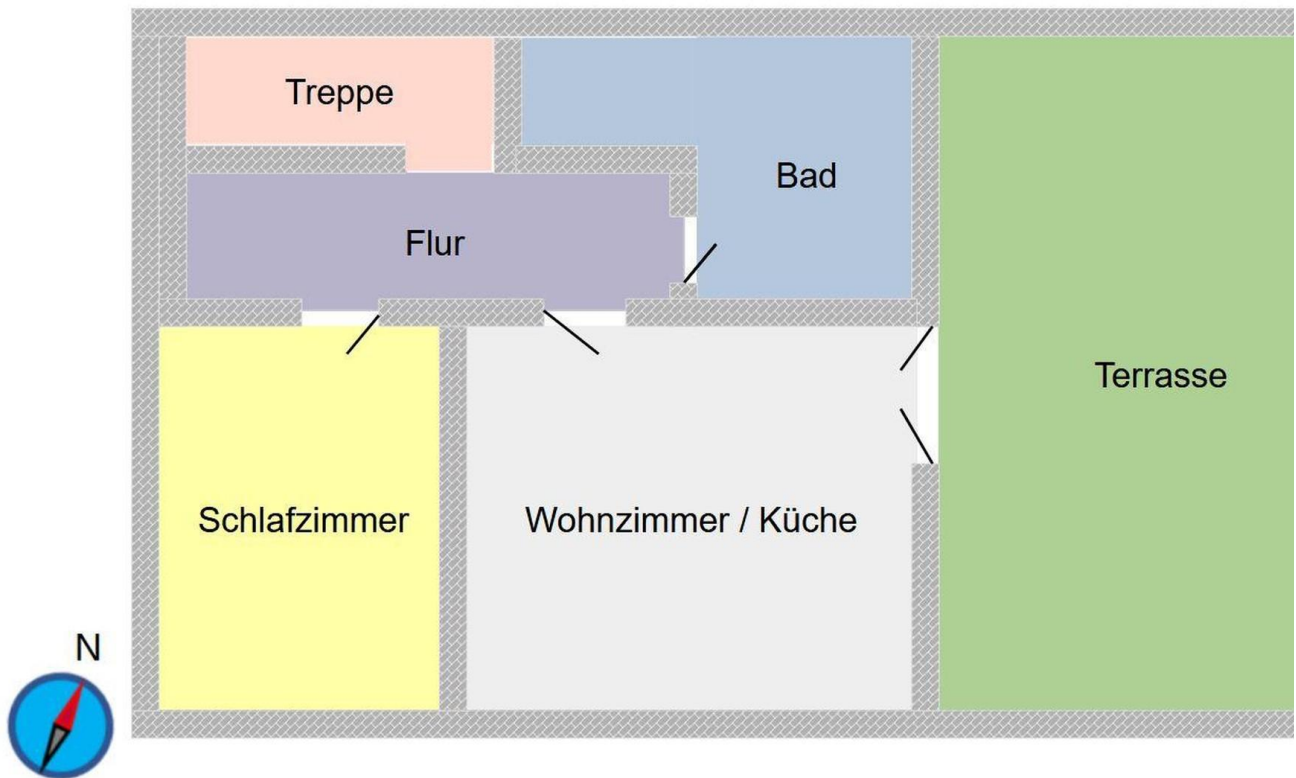 Treppe
Bad
Flur
Terrasse
Schlafzimmer
Wohnzimmer / Küche
N